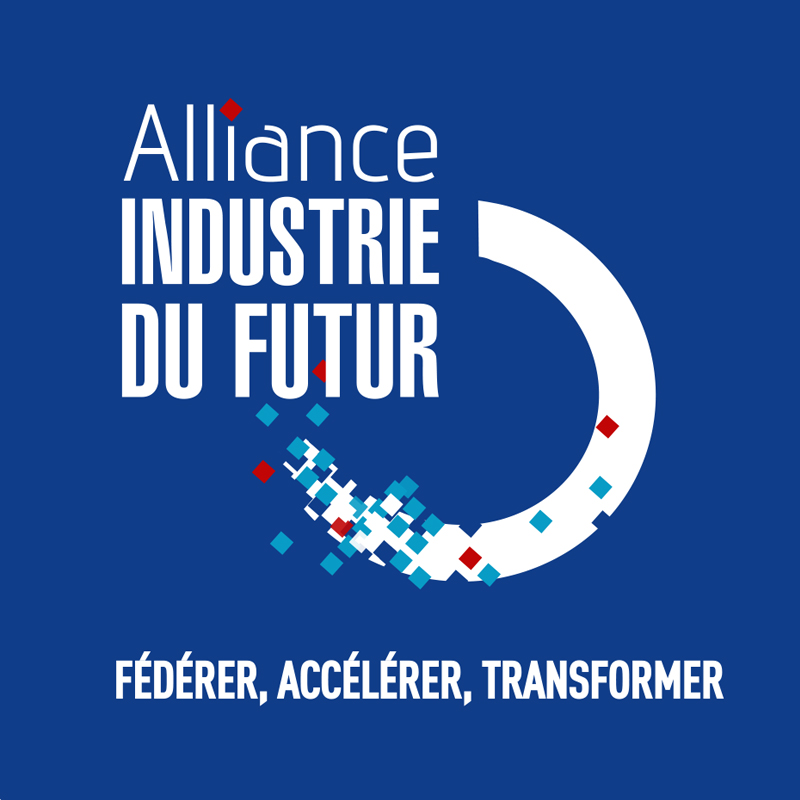 Alliance
INDUSTRIE
DU FUTUR
FÉDÉRER, ACCÉLÉRER, TRANSFORMER